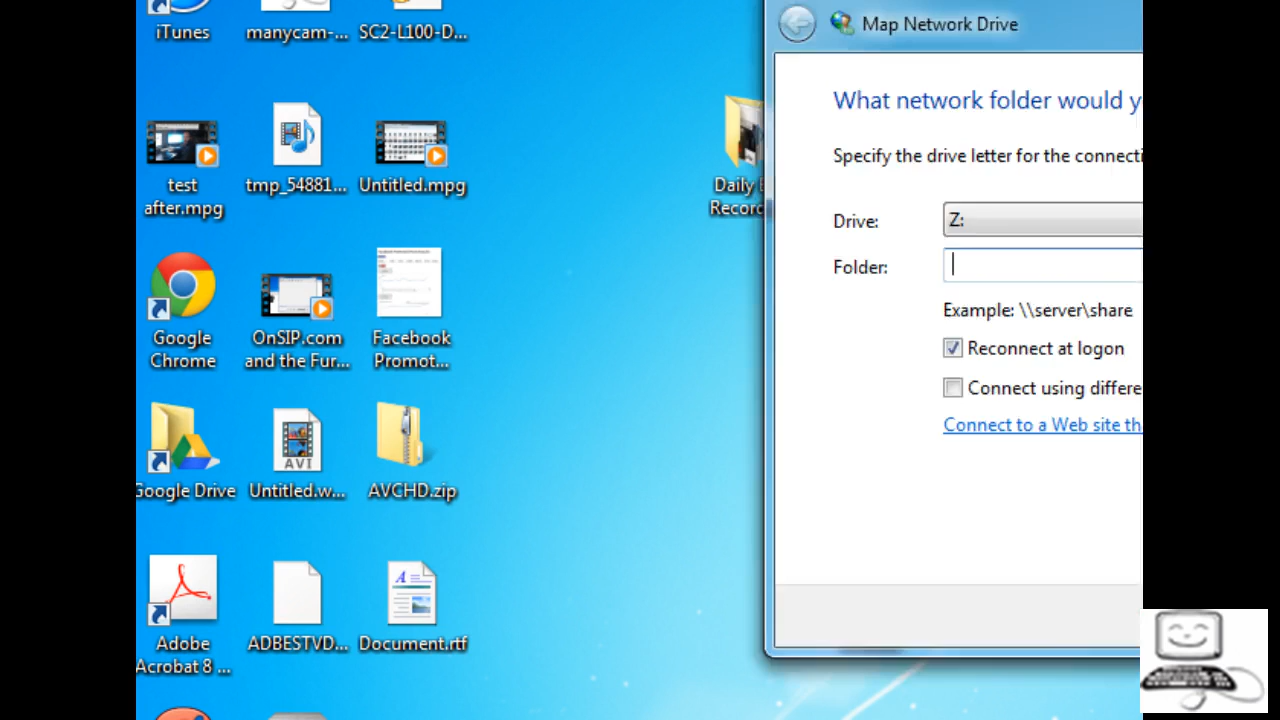 iTunes
manycam-...
SC2-L100-D...
test
after.mpg
tmp_54881...
Untitled.mpg
Google
Chrome
OnSIP.com
and the Fur...
Facebook
Promot...
Google Drive
AVI
Untitled.w...
AVCHD.zip
Adobe
Acrobat 8 ...
ADBESTVD...
Document.rtf
Daily
Record
Map Network Drive
What network folder would y
Specify the drive letter for the connecti
Drive:
Z:
Folder:
Example: \\server\share
Reconnect at logon
Connect using differe
Connect to a Web site th